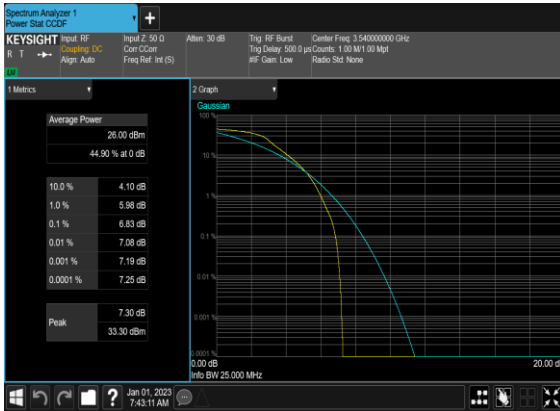 Spectrum Analyzer 1
Power Stat CCDF
KEYSIGHT
R T
LW
Input: RF
Coupling: DC
Align: Auto
Input Z: 50 Ω
Corr CCorr
Freq Ref: Int (S)
Atten: 30 dB
Trig: RF Burst
Trig Delay: 500.0 µs
#IF Gain: Low
Center Freq: 3.540000000 GHz
Counts: 1.00 M/1.00 Mpt
Radio Std: None
1 Metrics
Average Power
26.00 dBm
44.90 % at 0 dB
10.0 % 4.10 dB
1.0 % 5.98 dB
0.1 % 6.83 dB
0.01 % 7.08 dB
0.001 % 7.19 dB
0.0001 % 7.25 dB
Peak
7.30 dB
33.30 dBm
2 Graph
Gaussian
100 %
10 %
1 %
0.1 %
0.01 %
0.001 %
0.0001 %
0.00 dB
20.00 d
Info BW 25.000 MHz
Jan 01, 2023
7:43:11 AM